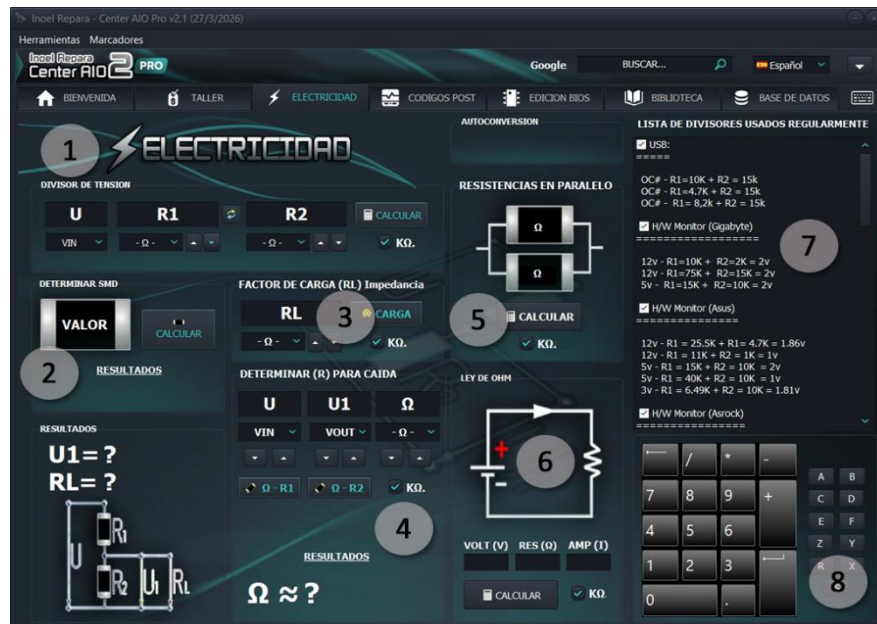 Inoel Repara - Center AIO Pro v2.1 (27/3/2026)
Herramientas Marcadores
Inoel Repara
Center AIO 2 PRO
Google
BUSCAR...
Español
BIENVENIDA
TALLER
ELECTRICIDAD
CODIGOS POST
EDICION BIOS
BIBLIOTECA
BASE DE DATOS
1
ELECTRICIDAD
DIVISOR DE TENSION
U R1 R2 CALCULAR
VIN - Ω - - Ω - KΩ.
DETERMINAR SMD
VALOR
CALCULAR
2
RESULTADOS
FACTOR DE CARGA (RL) Impedancia
RL 3 CARGA
- Ω - KΩ.
DETERMINAR (R) PARA CAIDA
U U1 Ω
VIN VOUT - Ω -
Ω - R1 Ω - R2 KΩ.
4
RESULTADOS
Ω ≈ ?
RESULTADOS
U1= ?
RL= ?
U R1 R2 U1 RL
AUTOCONVERSION
RESISTENCIAS EN PARALELO
Ω
Ω
5
CALCULAR
KΩ.
LEY DE OHM
+
-
6
VOLT (V) RES (Ω) AMP (I)
CALCULAR KΩ.
LISTA DE DIVISORES USADOS REGULARMENTE
USB:
=====
OC# - R1=10K + R2 = 15k
OC# - R1=4.7K + R2 = 15k
OC# - R1= 8,2k + R2 = 15k
H/W Monitor (Gigabyte)
==================
7
12v - R1=10K + R2=2K = 2v
12v - R1=75K + R2=15K = 2v
5v - R1=15K + R2=10K = 2v
H/W Monitor (Asus)
===============
12v - R1 = 25.5K + R1= 4.7K = 1.86v
12v - R1 = 11K + R2 = 1K = 1v
5v - R1 = 15K + R2 = 10K = 2v
5v - R1 = 40K + R2 = 10K = 1v
3v - R1 = 6.49K + R2 = 10K = 1.81v
H/W Monitor (Asrock)
================
/ * -
7 8 9 +
4 5 6
1 2 3
0 .
A B
C D
E F
Z Y
R X
8